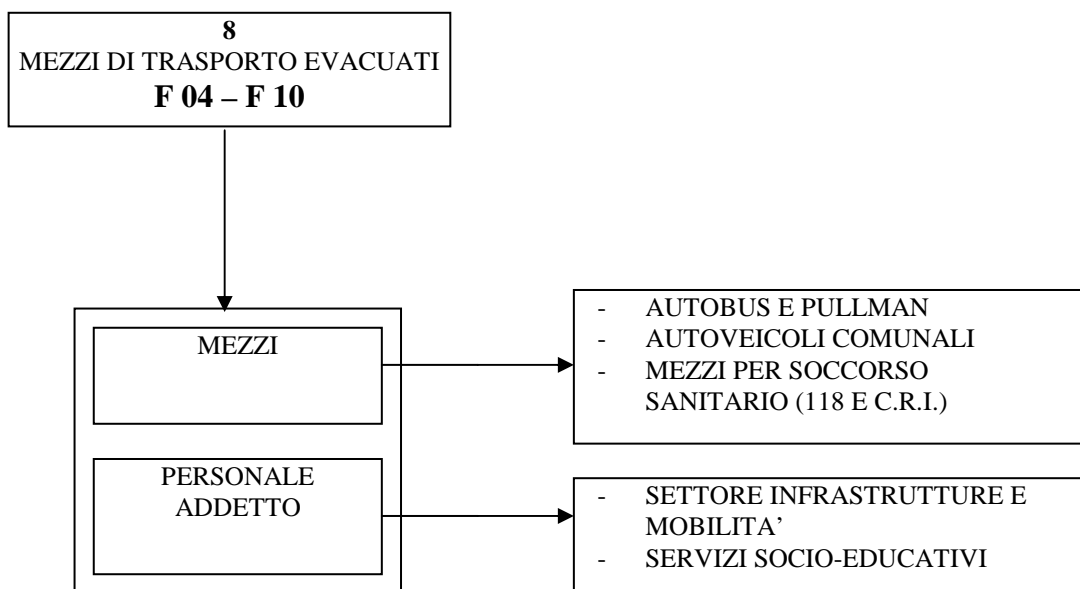 8
MEZZI DI TRASPORTO EVACUATI
F 04 – F 10
MEZZI
- AUTOBUS E PULLMAN
- AUTOVEICOLI COMUNALI
- MEZZI PER SOCCORSO
SANITARIO (118 E C.R.I.)
PERSONALE
ADDETTO
- SETTORE INFRASTRUTTURE E
MOBILITA’
- SERVIZI SOCIO-EDUCATIVI